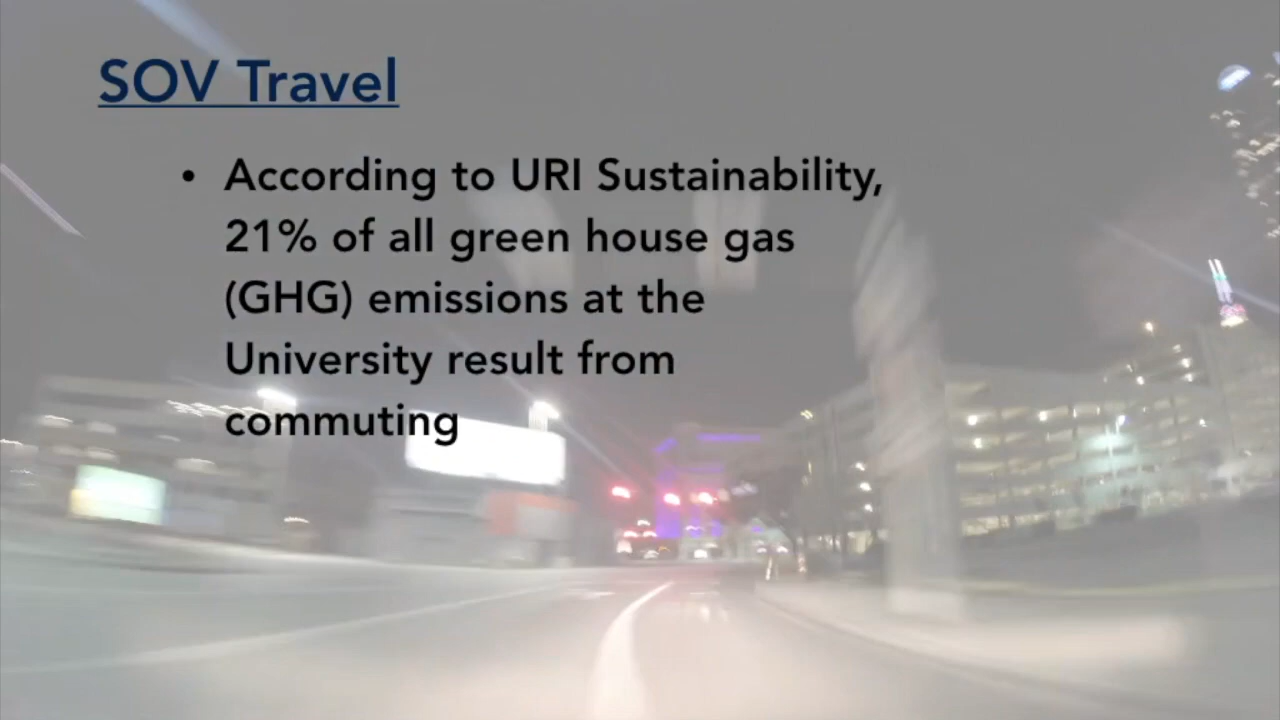 SOV Travel
• According to URI Sustainability,
21% of all green house gas
(GHG) emissions at the
University result from
commuting